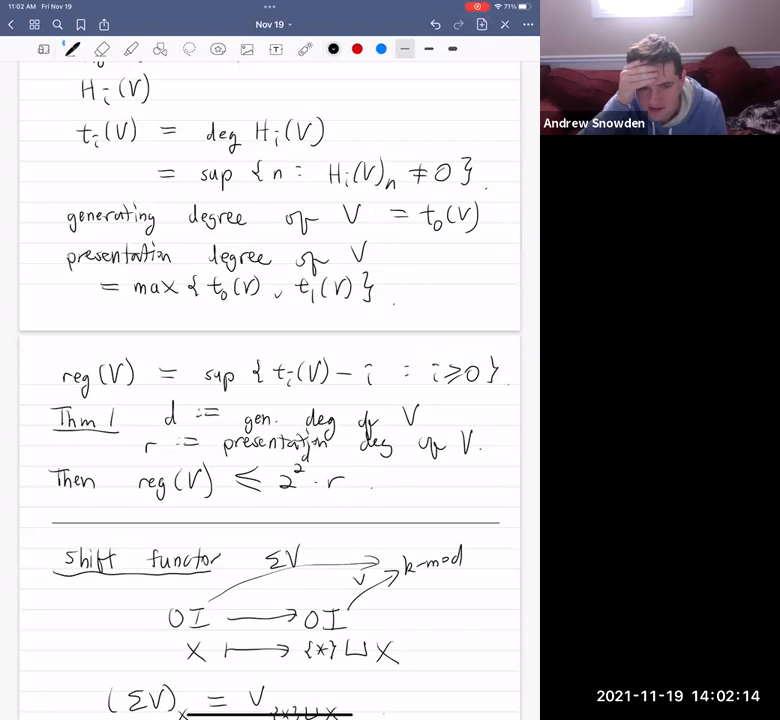 11:02 AM Fri Nov 19
71%
Nov 19
H_i(V)
t_i(V) = deg H_i(V)
= sup { n : H_i(V)_n ≠ 0 }.
generating degree of V = t_0(V)
presentation degree of V
= max { t_0(V), t_1(V) }.
reg(V) = sup { t_i(V) - i : i ≥ 0 }.
Thm 1 d := gen. deg of V
r := presentation deg of V.
Then reg(V) ≤ 2^{2^d} · r.
Shift functor ΣV
k-mod
V
OI ⟶ OI
X ⟼ {*} ⊔ X
(ΣV)_X = V_{{*} ⊔ X}
Andrew Snowden
2021-11-19 14:02:14